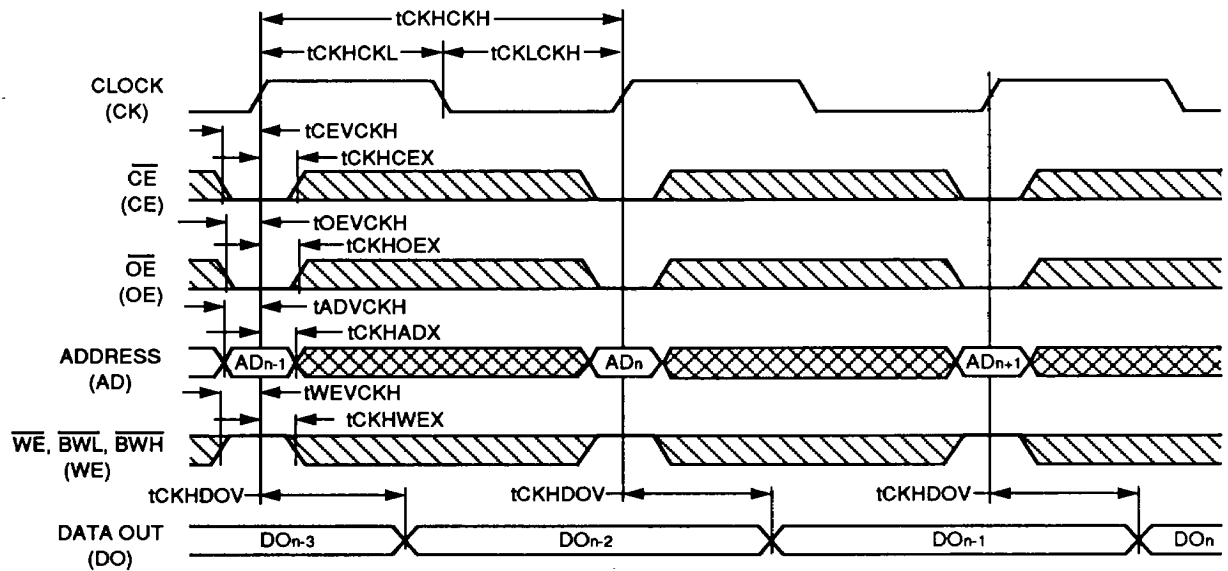 tCKHCKH
tCKHCKL
tCKLCKH
CLOCK
(CK)
tCEVCKH
tCKHCEX
CE
(CE)
tOEVCKH
tCKHOEX
OE
(OE)
tADVCKH
tCKHADX
ADDRESS
(AD)
ADn-1
ADn
ADn+1
tWEVCKH
tCKHWEX
WE, BWL, BWH
(WE)
tCKHDOV
tCKHDOV
tCKHDOV
DATA OUT
(DO)
DOn-3
DOn-2
DOn-1
DOn